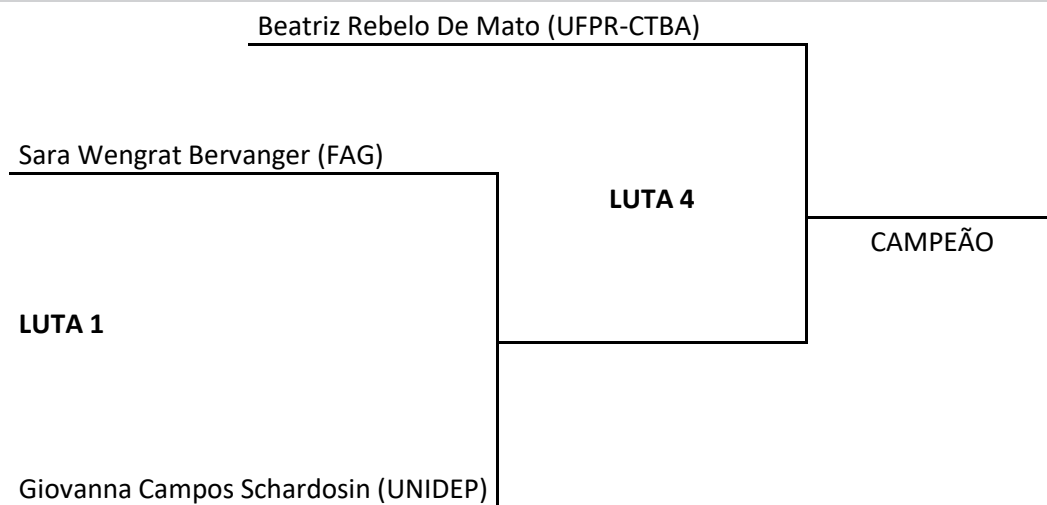 Beatriz Rebelo De Mato (UFPR-CTBA)
Sara Wengrat Bervanger (FAG)
LUTA 4
CAMPEÃO
LUTA 1
Giovanna Campos Schardosin (UNIDEP)